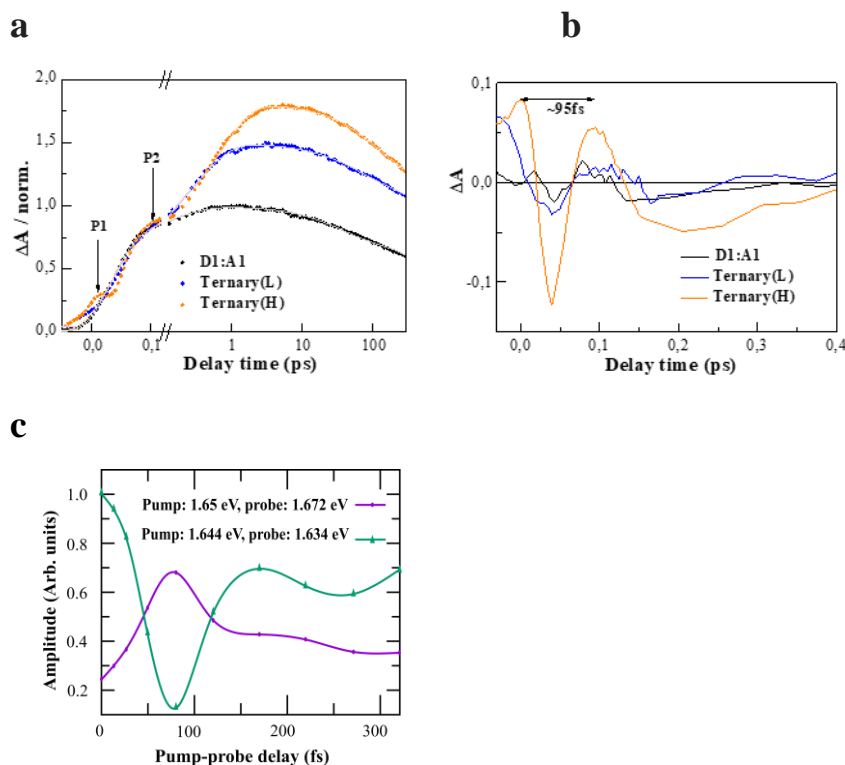 a
2,0
1,5
1,0
0,5
0,0
ΔA / norm.
P1
P2
D1:A1
Ternary(L)
Ternary(H)
0,0 0,1 1 10 100
Delay time (ps)
b
0,1
0,0
-0,1
ΔA
~95fs
D1:A1
Ternary(L)
Ternary(H)
0,0 0,1 0,2 0,3 0,4
Delay time (ps)
c
1.0
0.8
0.6
0.4
0.2
Amplitude (Arb. units)
Pump: 1.65 eV, probe: 1.672 eV
Pump: 1.644 eV, probe: 1.634 eV
0 100 200 300
Pump-probe delay (fs)